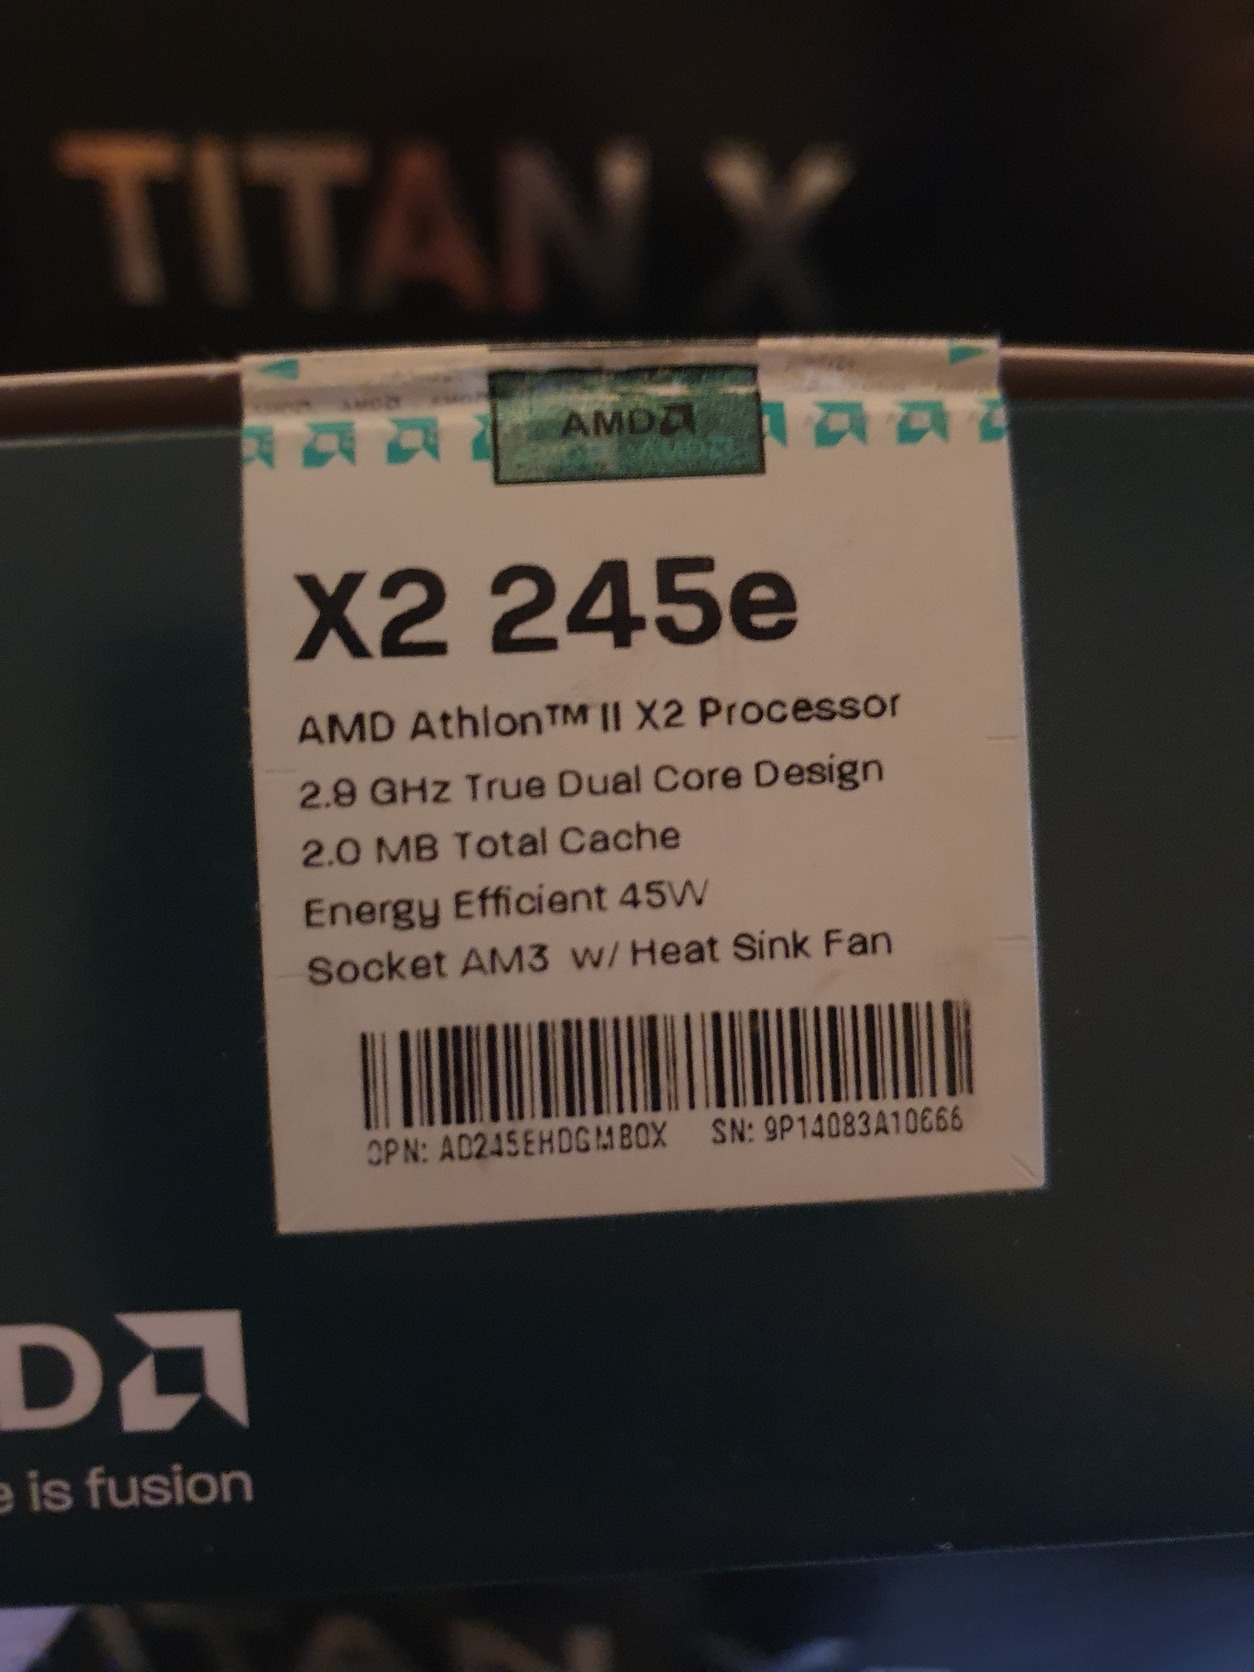 TITAN X
AMD
X2 245e
AMD Athlon™ II X2 Processor
2.9 GHz True Dual Core Design
2.0 MB Total Cache
Energy Efficient 45W
Socket AM3 w/ Heat Sink Fan
OPN: AD245EHDGMBOX SN: 9P14083A10666
D
e is fusion